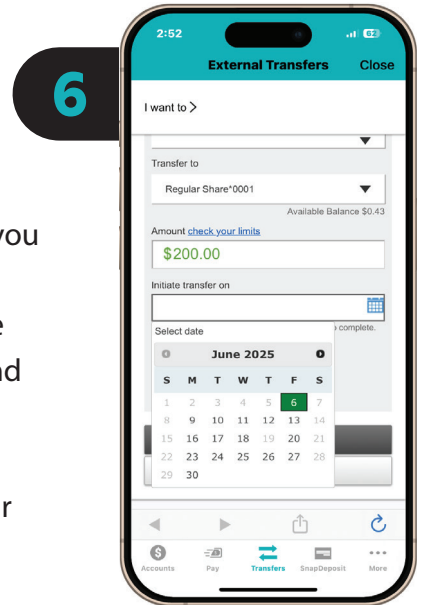 6
you
e
nd
r
2:52 62
External Transfers Close
I want to >
Transfer to
Regular Share*0001
Available Balance $0.43
Amount check your limits
$200.00
Initiate transfer on
complete.
Select date
June 2025
S M T W T F S
1 2 3 4 5 6 7
8 9 10 11 12 13 14
15 16 17 18 19 20 21
22 23 24 25 26 27 28
29 30
Accounts Pay Transfers SnapDeposit More